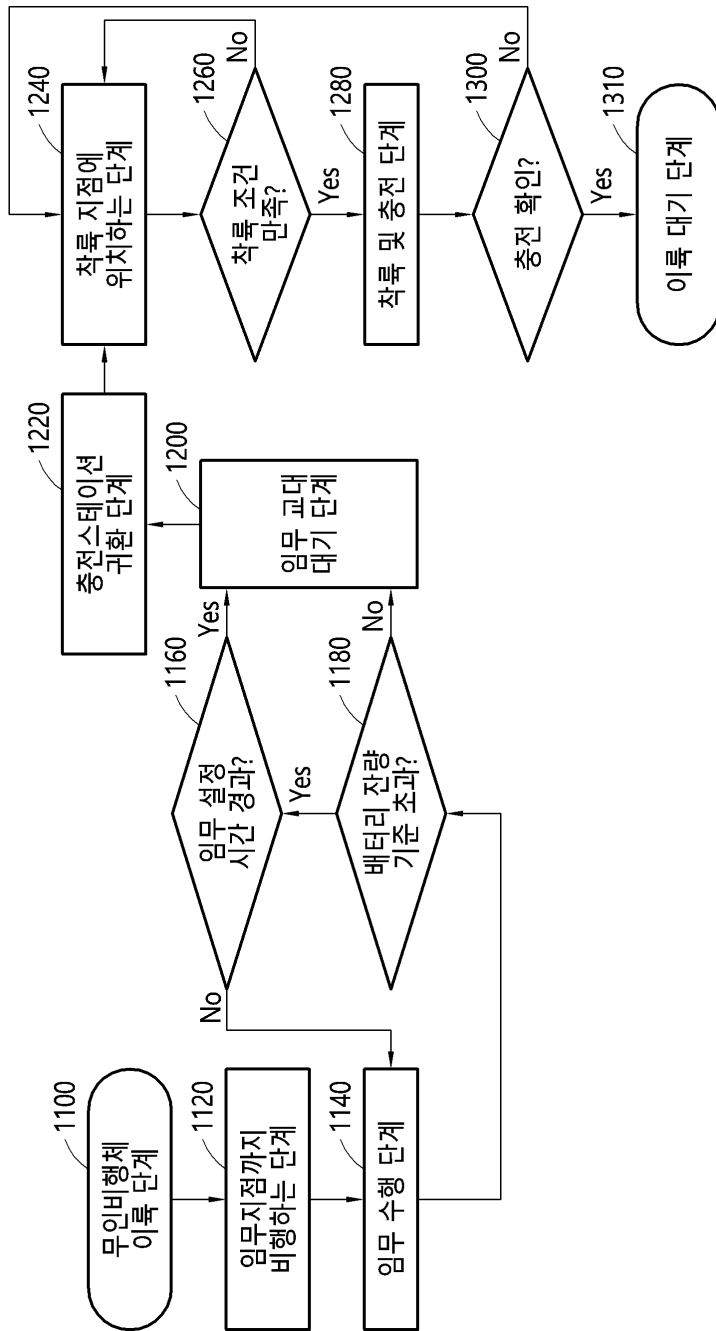 1100
무인비행체
이륙 단계
1120
임무지점까지
비행하는 단계
1140
임무 수행 단계
No
1160
임무 설정
시간 경과?
Yes
Yes
1180
배터리 잔량
기준 초과?
No
1200
임무 교대
대기 단계
1220
충전스테이션
귀환 단계
1240
착륙 지점에
위치하는 단계
1260
착륙 조건
만족?
No
Yes
1280
착륙 및 충전 단계
1300
충전 확인?
No
Yes
1310
이륙 대기 단계